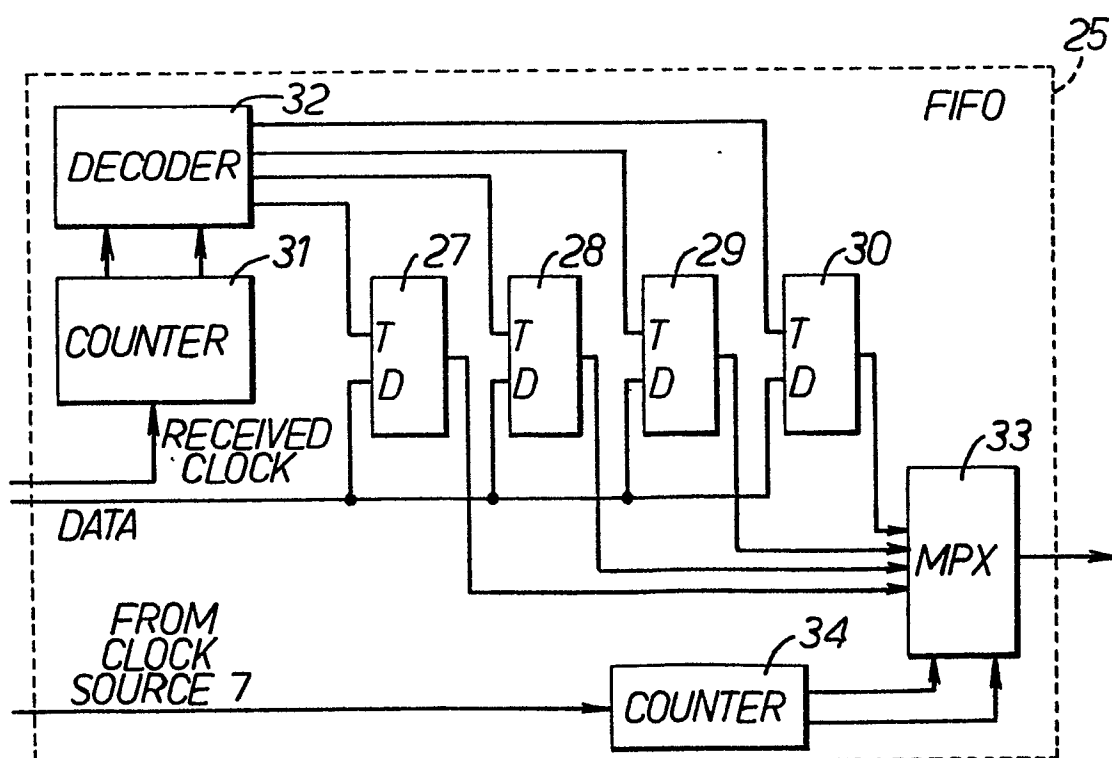 25
FIFO
32
DECODER
31
COUNTER
27
T
D
28
T
D
29
T
D
30
T
D
RECEIVED
CLOCK
DATA
33
MPX
FROM
CLOCK
SOURCE 7
34
COUNTER